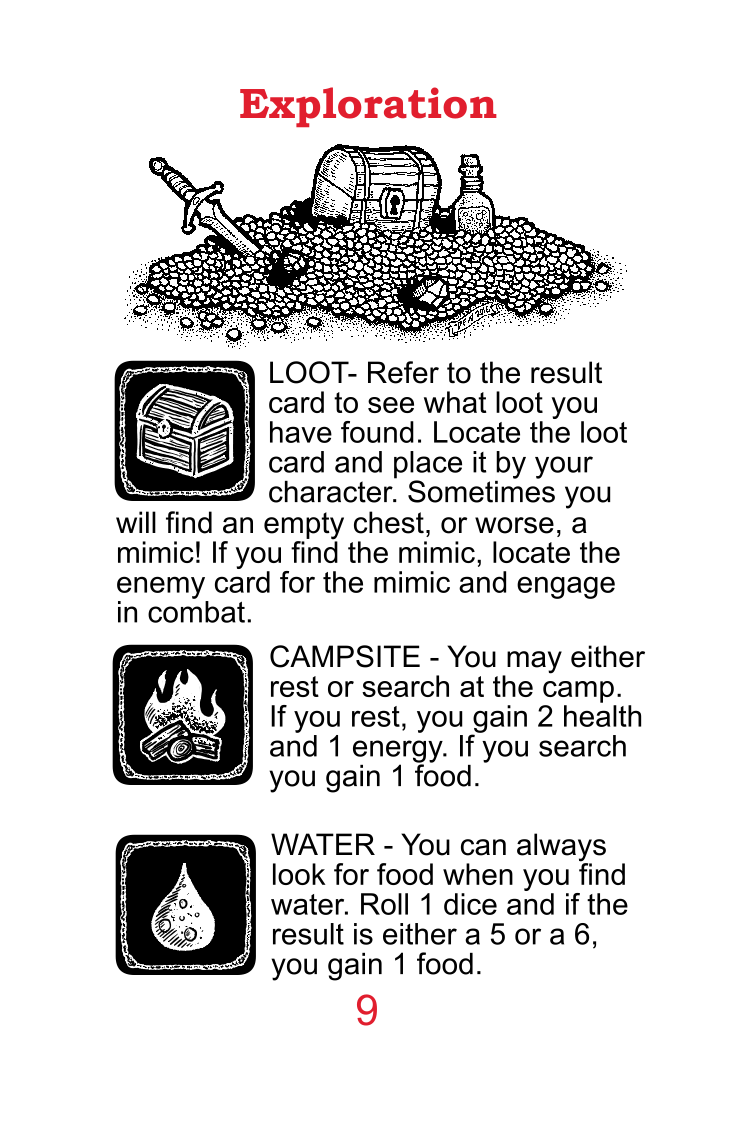 Exploration
LOOT- Refer to the result
card to see what loot you
have found. Locate the loot
card and place it by your
character. Sometimes you
will find an empty chest, or worse, a
mimic! If you find the mimic, locate the
enemy card for the mimic and engage
in combat.
CAMPSITE - You may either
rest or search at the camp.
If you rest, you gain 2 health
and 1 energy. If you search
you gain 1 food.
WATER - You can always
look for food when you find
water. Roll 1 dice and if the
result is either a 5 or a 6,
you gain 1 food.
9